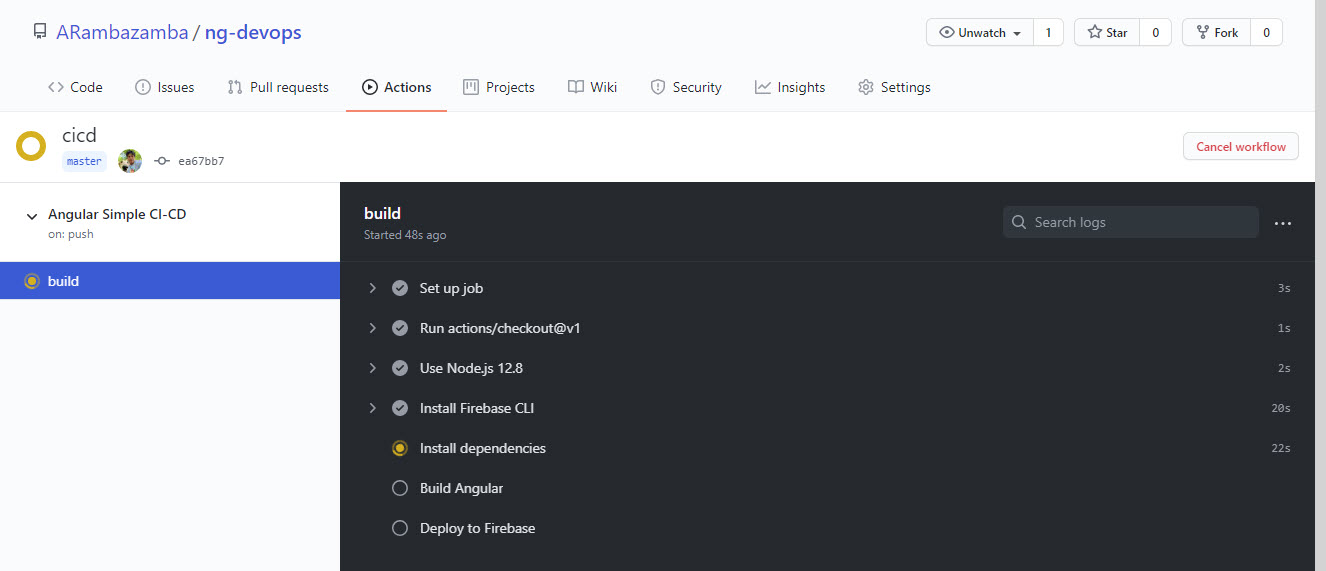 ARambazamba / ng-devops
Unwatch 1 Star 0 Fork 0
Code Issues Pull requests Actions Projects Wiki Security Insights Settings
cicd
master ea67bb7
Cancel workflow
Angular Simple CI-CD
on: push
build
build
Started 48s ago
Search logs
Set up job 3s
Run actions/checkout@v1 1s
Use Node.js 12.8 2s
Install Firebase CLI 20s
Install dependencies 22s
Build Angular
Deploy to Firebase